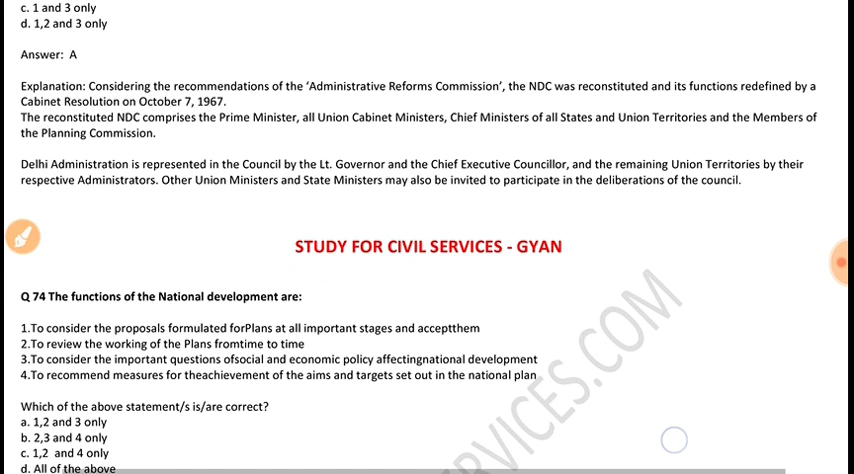 c. 1 and 3 only
d. 1,2 and 3 only
Answer: A
Explanation: Considering the recommendations of the ‘Administrative Reforms Commission’, the NDC was reconstituted and its functions redefined by a
Cabinet Resolution on October 7, 1967.
The reconstituted NDC comprises the Prime Minister, all Union Cabinet Ministers, Chief Ministers of all States and Union Territories and the Members of
the Planning Commission.
Delhi Administration is represented in the Council by the Lt. Governor and the Chief Executive Councillor, and the remaining Union Territories by their
respective Administrators. Other Union Ministers and State Ministers may also be invited to participate in the deliberations of the council.
STUDY FOR CIVIL SERVICES - GYAN
Q 74 The functions of the National development are:
1.To consider the proposals formulated forPlans at all important stages and acceptthem
2.To review the working of the Plans fromtime to time
3.To consider the important questions ofsocial and economic policy affectingnational development
4.To recommend measures for theachievement of the aims and targets set out in the national plan
Which of the above statement/s is/are correct?
a. 1,2 and 3 only
b. 2,3 and 4 only
c. 1,2 and 4 only
d. All of the above
RVICES.COM